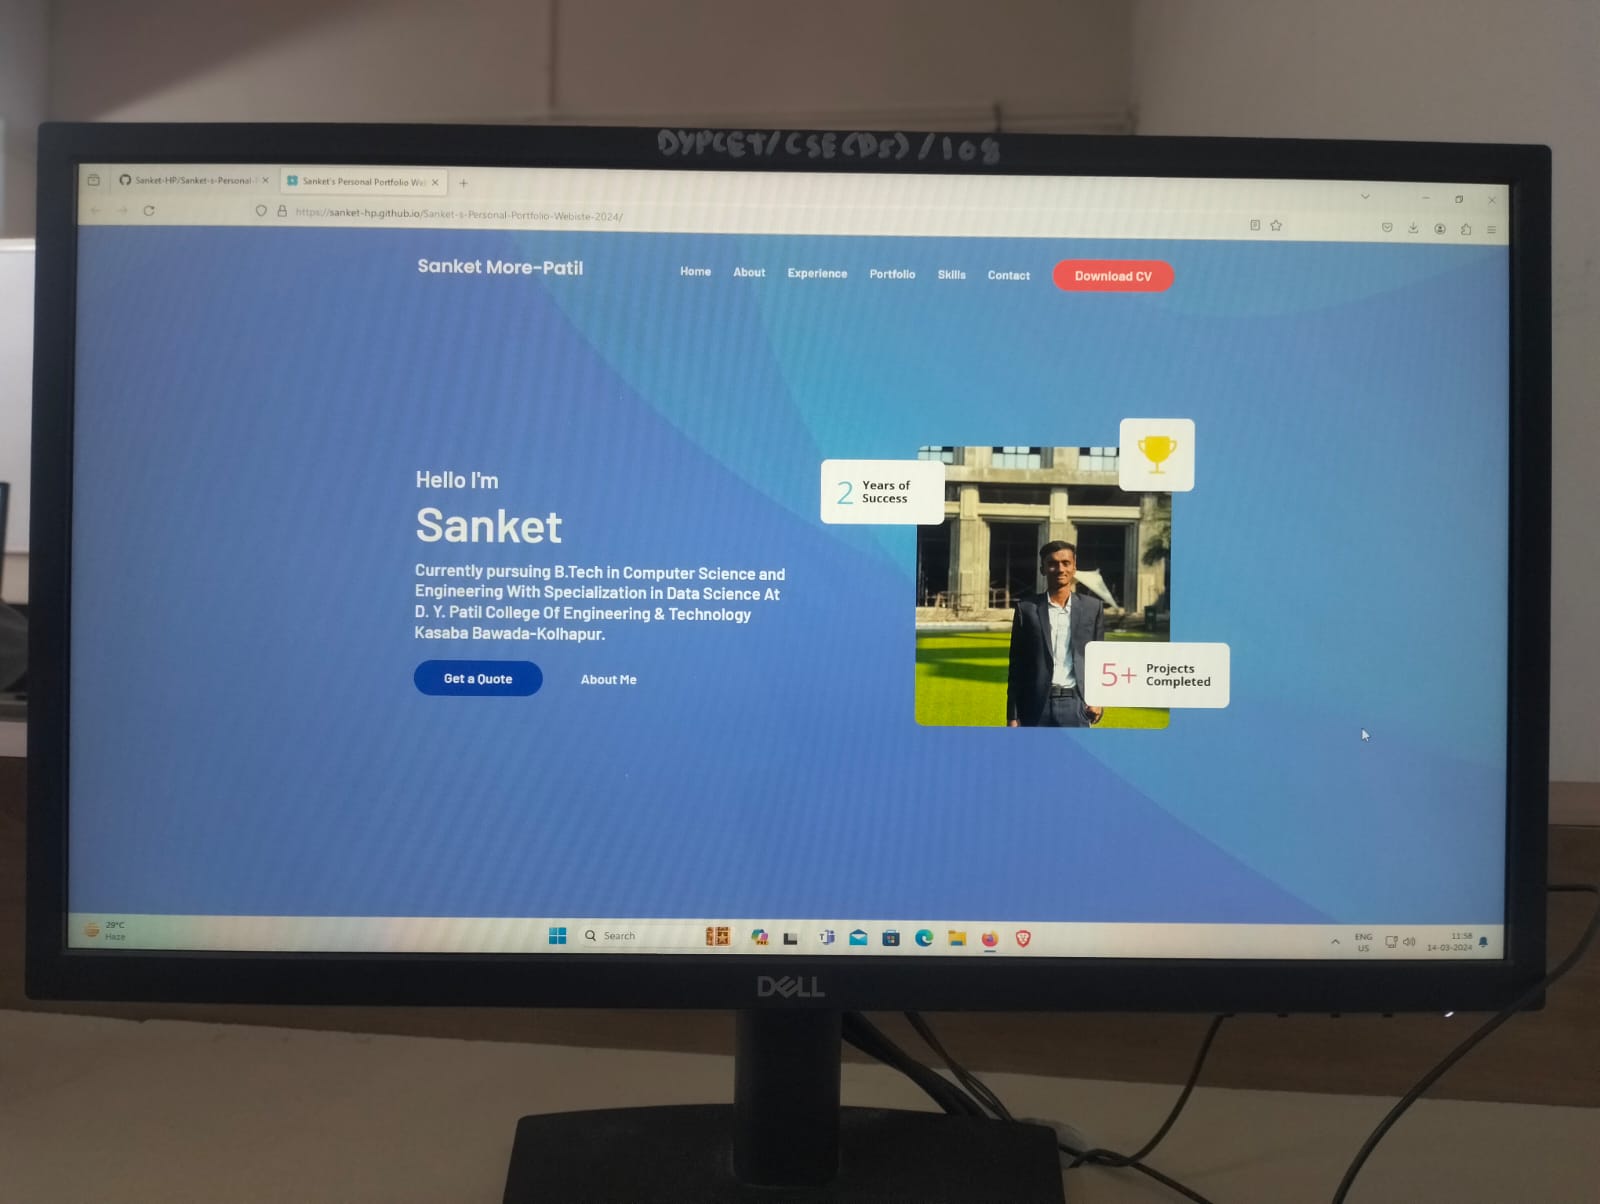 DYPCET/CSE(DS)/108
Sanket-HP/Sanket-s-Personal-
Sanket's Personal Portfolio We
https://sanket-hp.github.io/Sanket-s-Personal-Portfolio-Webiste-2024/
Sanket More-Patil
Home
About
Experience
Portfolio
Skills
Contact
Download CV
Hello I'm
Sanket
Currently pursuing B.Tech in Computer Science and
Engineering With Specialization in Data Science At
D. Y. Patil College Of Engineering & Technology
Kasaba Bawada-Kolhapur.
Get a Quote
About Me
2 Years of
Success
5+ Projects
Completed
29°C
Haze
Search
ENG
US
11:58
14-03-2024
DELL